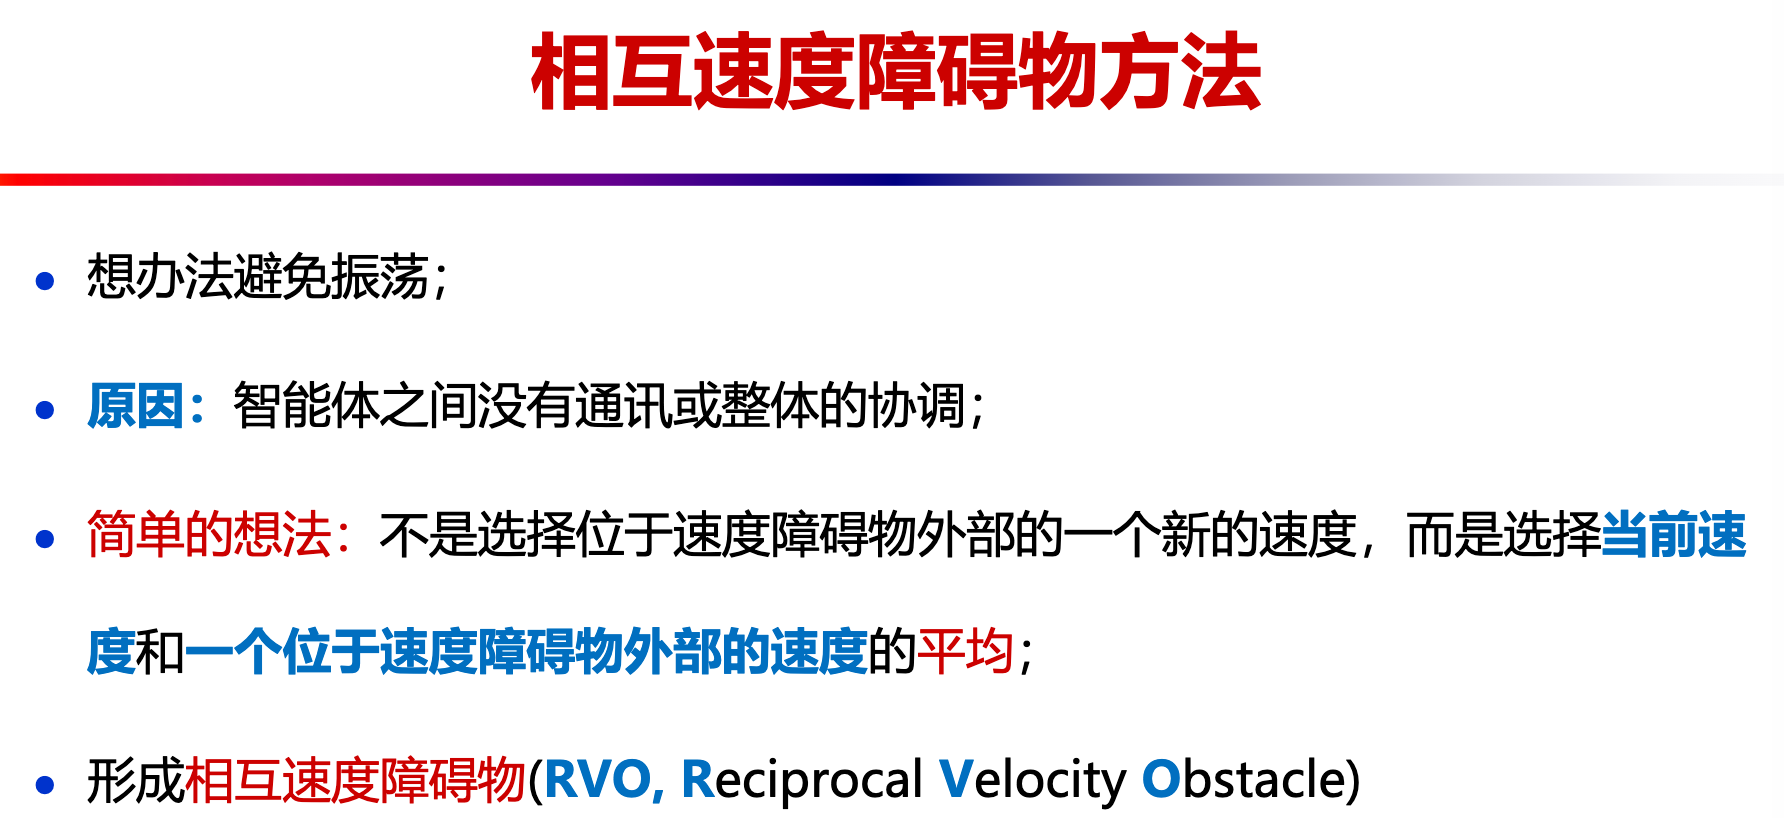 相互速度障碍物方法
想办法避免振荡；
原因：智能体之间没有通讯或整体的协调；
简单的想法：不是选择位于速度障碍物外部的一个新的速度，而是选择当前速
度和一个位于速度障碍物外部的速度的平均；
形成相互速度障碍物(RVO, Reciprocal Velocity Obstacle)